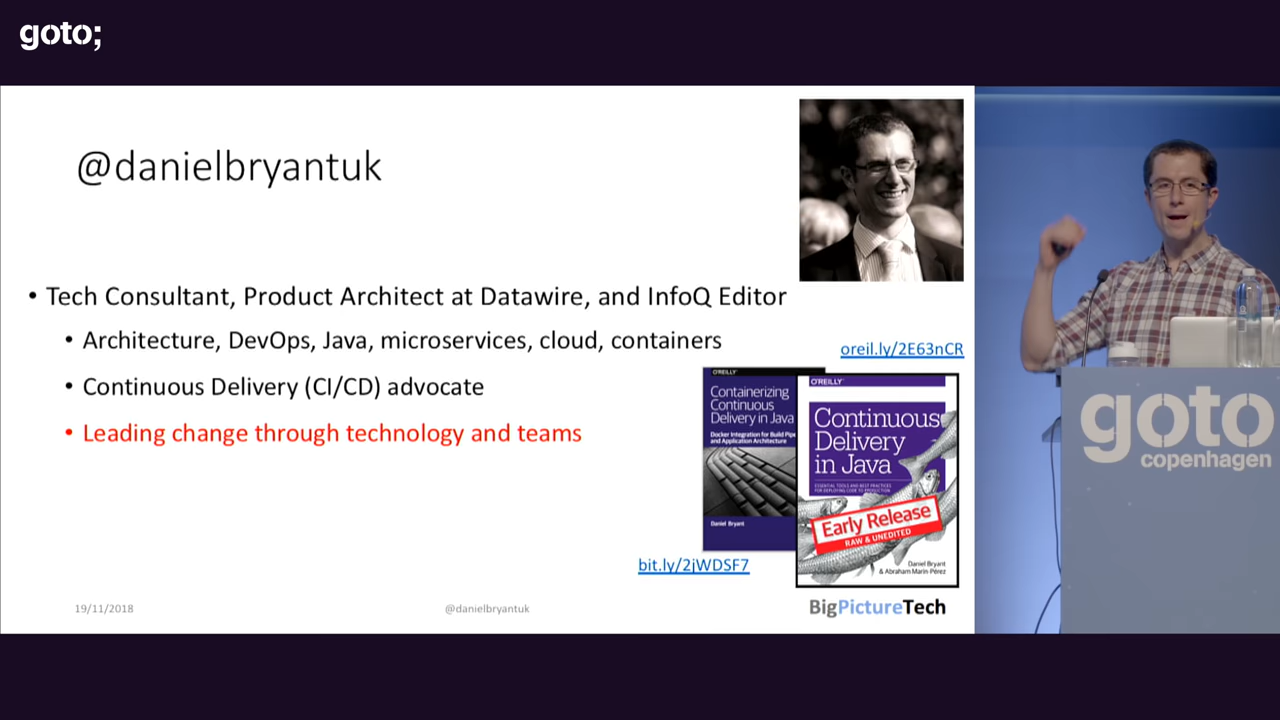 goto;
@danielbryantuk
• Tech Consultant, Product Architect at Datawire, and InfoQ Editor
• Architecture, DevOps, Java, microservices, cloud, containers
• Continuous Delivery (CI/CD) advocate
• Leading change through technology and teams
oreil.ly/2E63nCR
O'REILLY
Containerizing
Continuous
Delivery in Java
Docker Integration for Build Pipe
and Application Architecture
Daniel Bryant
bit.ly/2jWDSF7
O'REILLY
Continuous
Delivery
in Java
ESSENTIAL TOOLS AND BEST PRACTICES
FOR DEPLOYING CODE TO PRODUCTION
Early Release
RAW & UNEDITED
Daniel Bryant
& Abraham Marín-Pérez
19/11/2018
@danielbryantuk
BigPictureTech
goto
copenhagen